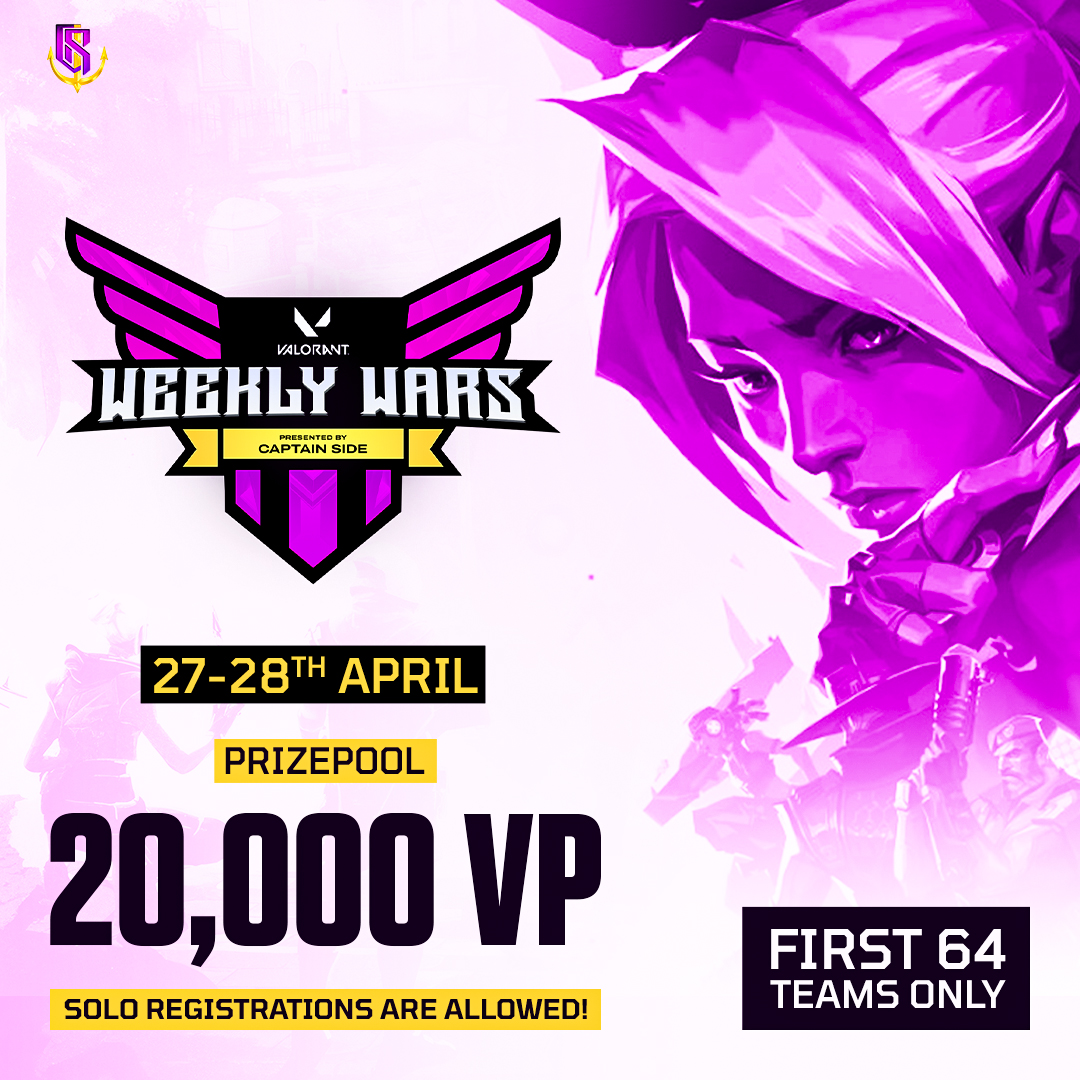 VALORANT
WEEKLY WARS
PRESENTED BY
CAPTAIN SIDE
27-28TH APRIL
PRIZEPOOL
20,000 VP
SOLO REGISTRATIONS ARE ALLOWED!
FIRST 64
TEAMS ONLY